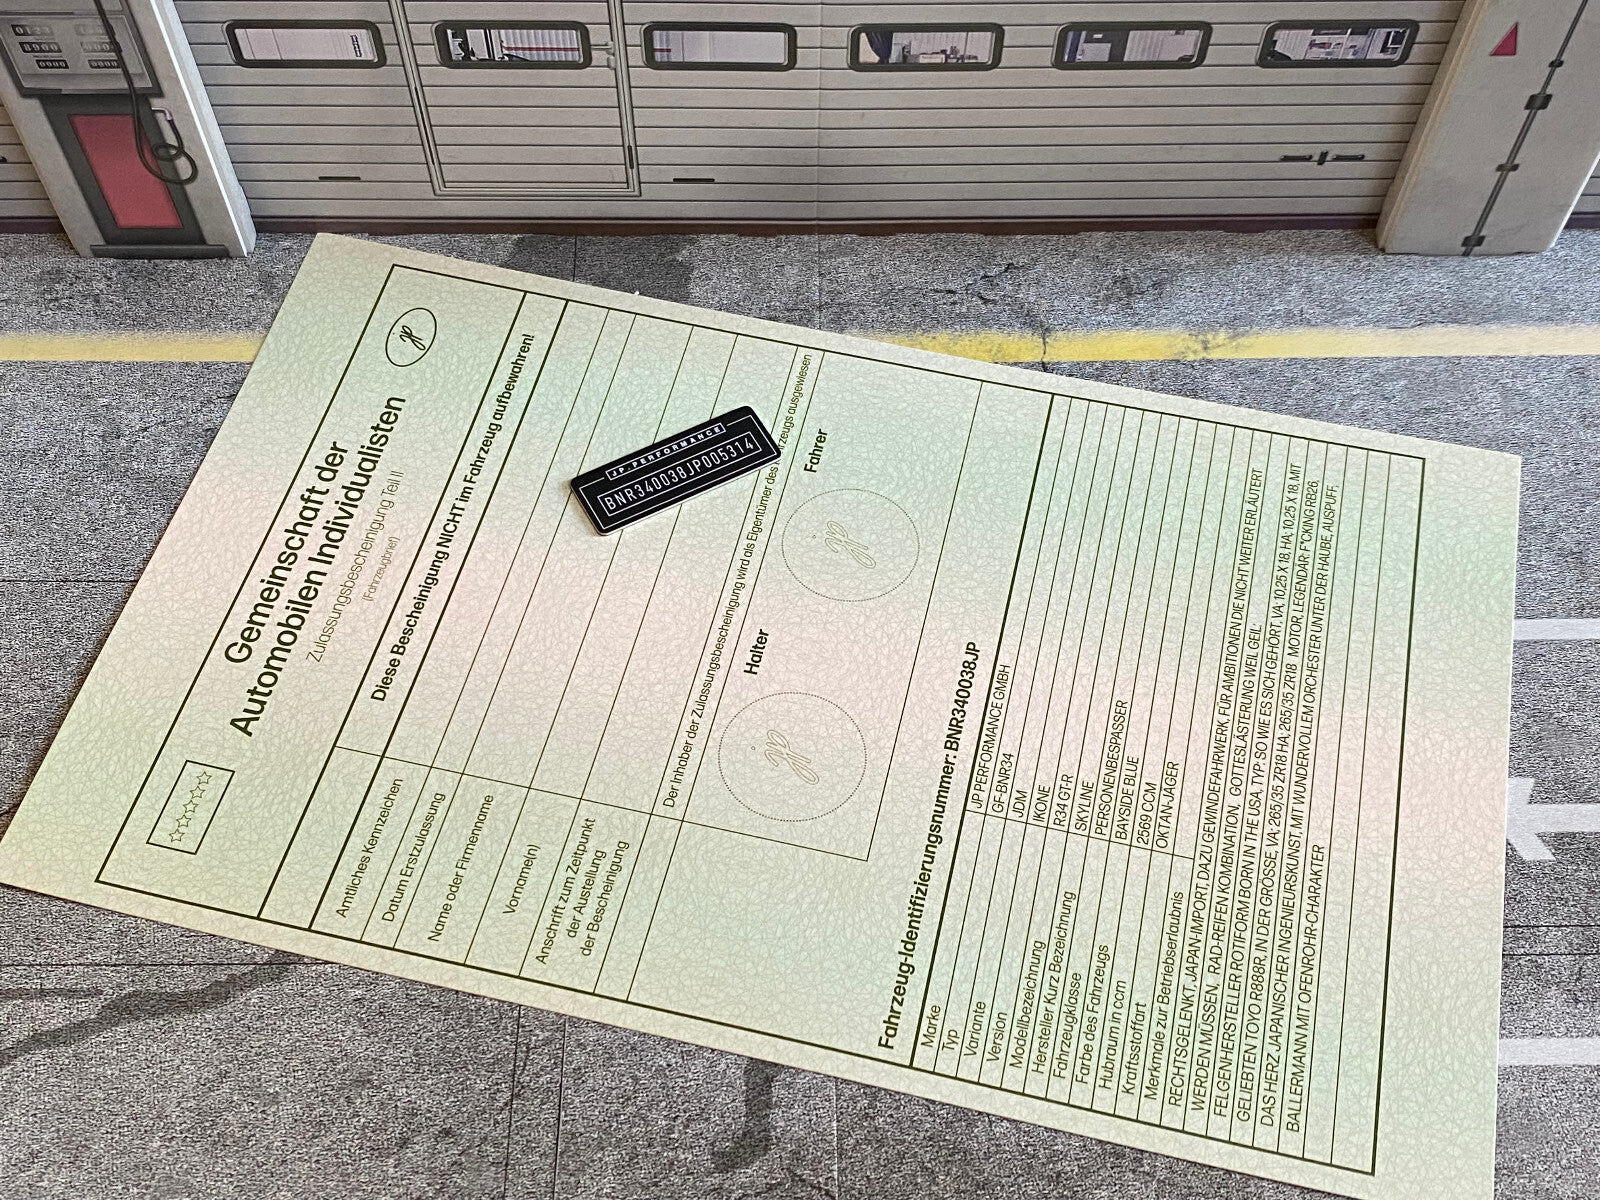 Gemeinschaft der
Automobilen Individualisten
Zulassungsbescheinigung Teil II
(Fahrzeugbrief)
jp
Diese Bescheinigung NICHT im Fahrzeug aufbewahren!
Amtliches Kennzeichen
Datum Erstzulassung
Name oder Firmenname
Vorname(n)
Anschrift zum Zeitpunkt
der Austellung
der Bescheinigung
JP-PERFORMANCE
BNR340038JP005314
Der Inhaber der Zulassungsbescheinigung wird als Eigentümer des rzeugs ausgewiesen
Halter Fahrer
jp jp
Fahrzeug-Identifizierungsnummer: BNR340038JP
Marke JP PERFORMANCE GMBH
Typ GF-BNR34
Variante JDM
Version IKONE
Modellbezeichnung R34 GT-R
Hersteller Kurz Bezeichnung SKYLINE
Fahrzeugklasse PERSONENBESPASSER
Farbe des Fahrzeugs BAYSIDE BLUE
Hubraum in ccm 2569 CCM
Kraftsstoffart OKTAN-JÄGER
Merkmale zur Betriebserlaubnis
RECHTSGELENKT. JAPAN-IMPORT, DAZU GEWINDEFAHRWERK, FÜR AMBITIONEN DIE NICHT WEITER ERLÄUTERT
WERDEN MÜSSEN. RAD-REIFEN KOMBINATION. GOTTESLÄSTERUNG WEIL GEIL:
FELGENHERSTELLER ROTIFORM BORN IN THE USA. TYP: SO WIE ES SICH GEHÖRT. VA: 10,25 X 18, HA: 10,25 X 18, MIT
GELIEBTEN TOYO R888R, IN DER GRÖSSE, VA: 265/35 ZR18 HA: 265/35 ZR18 MOTOR, LEGENDÄR: F*CKING RB26,
DAS HERZ JAPANISCHER INGENIEURSKUNST. MIT WUNDERVOLLEM ORCHESTER UNTER DER HAUBE, AUSPUFF:
BALLERMANN MIT OFENROHR-CHARAKTER